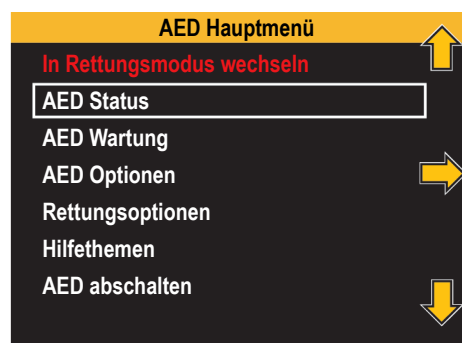 AED Hauptmenü
In Rettungsmodus wechseln
AED Status
AED Wartung
AED Optionen
Rettungsoptionen
Hilfethemen
AED abschalten